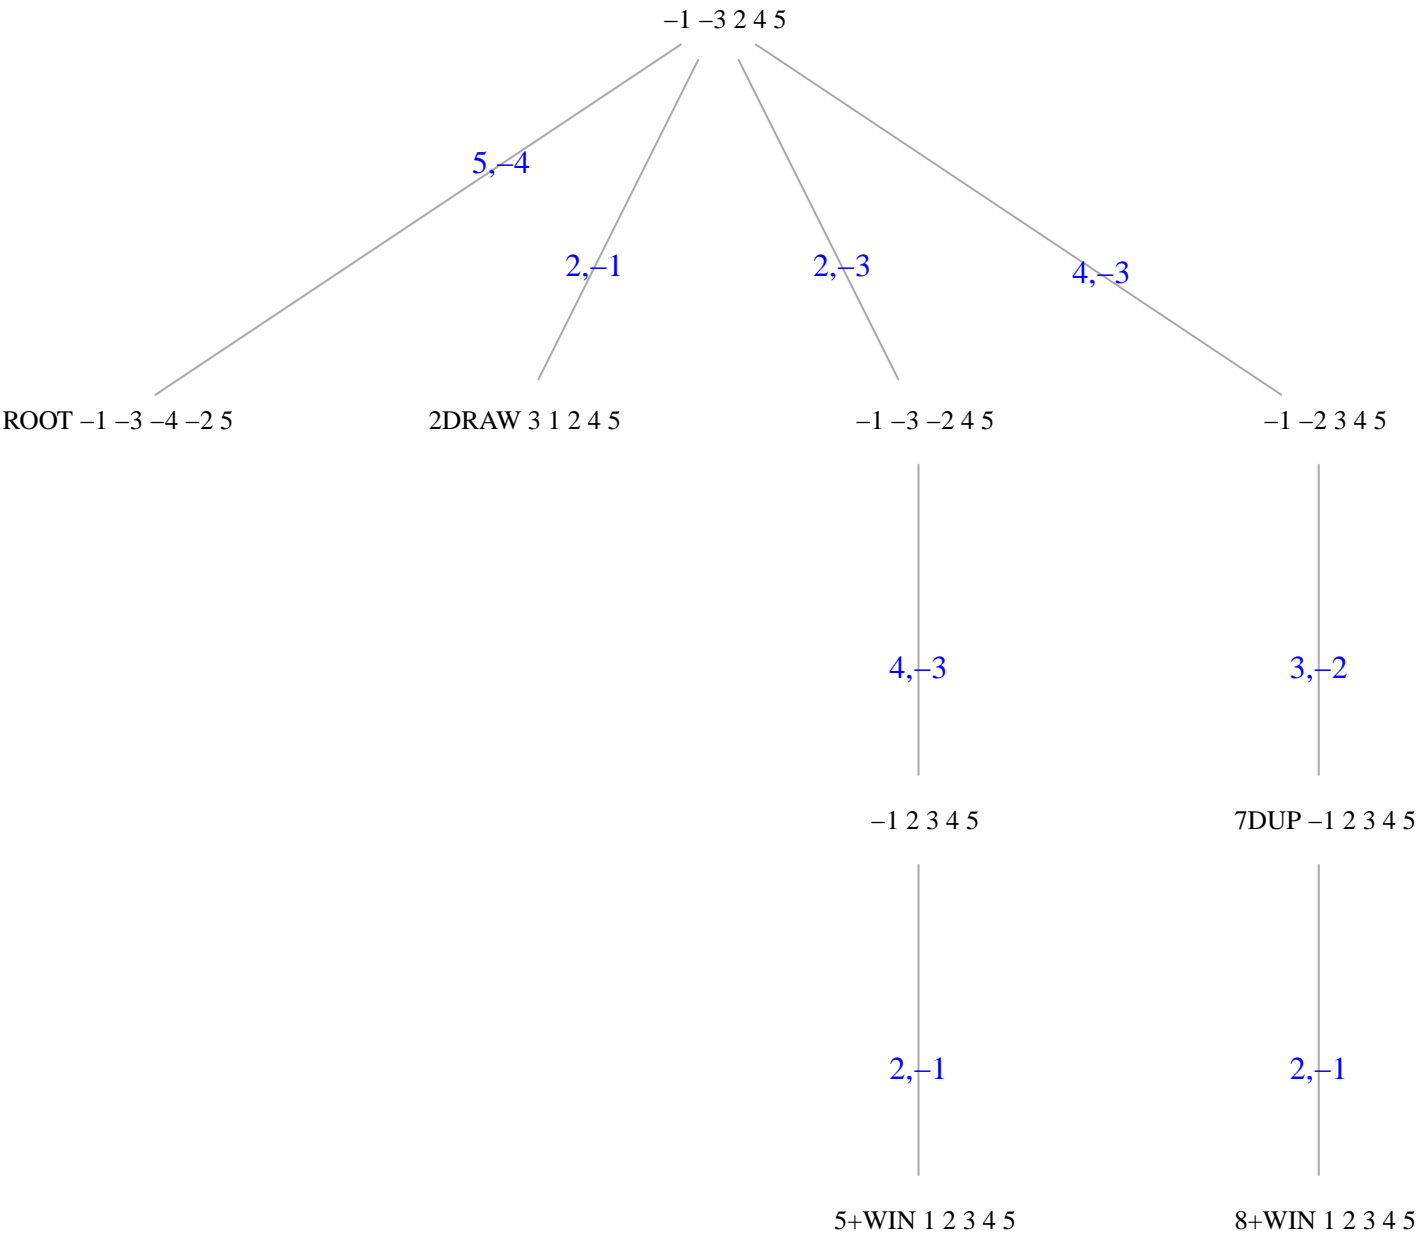 –1 –3 2 4 5
5,–4
2,–1
2,–3
4,–3
ROOT –1 –3 –4 –2 5
2DRAW 3 1 2 4 5
–1 –3 –2 4 5
–1 –2 3 4 5
4,–3
3,–2
–1 2 3 4 5
7DUP –1 2 3 4 5
2,–1
2,–1
5+WIN 1 2 3 4 5
8+WIN 1 2 3 4 5